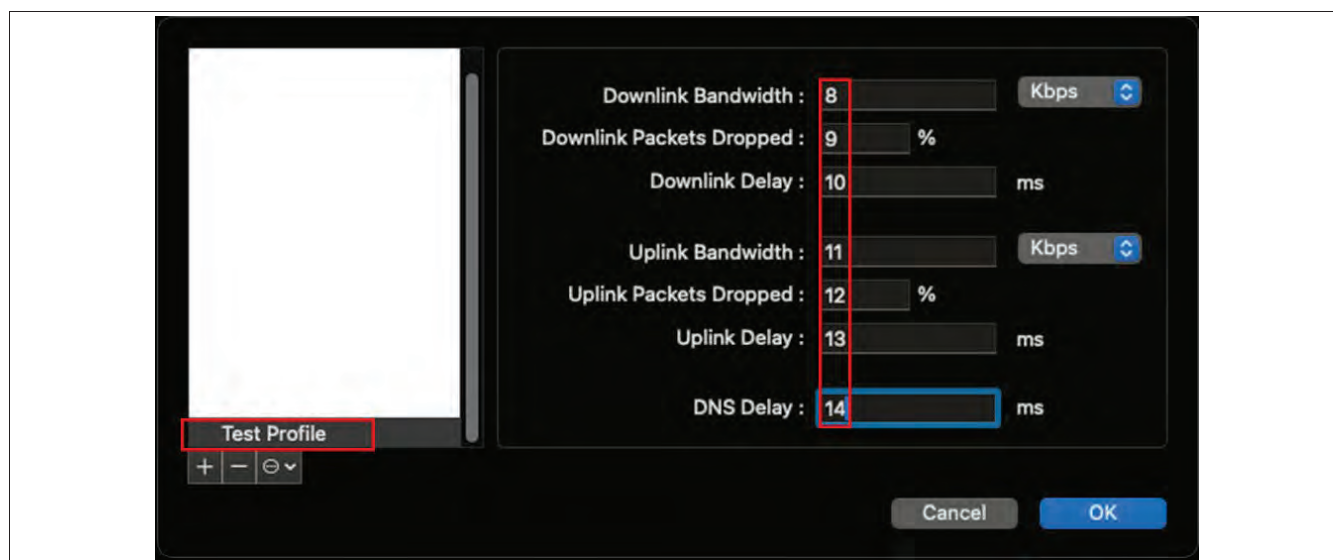 Downlink Bandwidth : 8 Kbps
Downlink Packets Dropped : 9 %
Downlink Delay : 10 ms
Uplink Bandwidth : 11 Kbps
Uplink Packets Dropped : 12 %
Uplink Delay : 13 ms
DNS Delay : 14 ms
Test Profile
Cancel OK